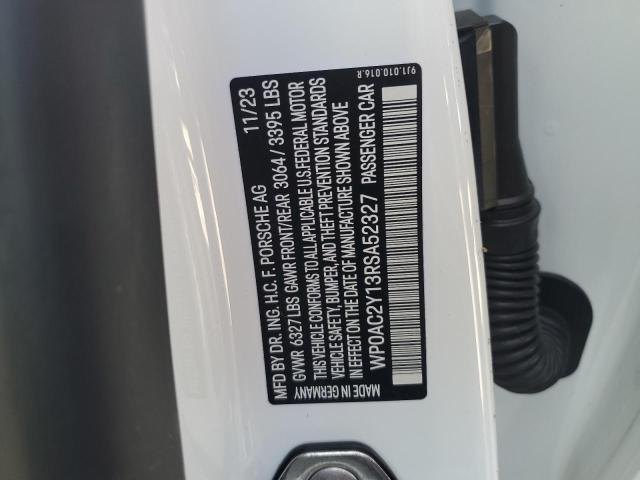 MFD BY DR. ING. H.C. F. PORSCHE AG 11/23
GVWR 6327 LBS GAWR FRONT/REAR 3064 / 3395 LBS
THIS VEHICLE CONFORMS TO ALL APPLICABLE U.S.FEDERAL MOTOR
VEHICLE SAFETY, BUMPER, AND THEFT PREVENTION STANDARDS
IN EFFECT ON THE DATE OF MANUFACTURE SHOWN ABOVE
WP0AC2Y13RSA52327 PASSENGER CAR
MADE IN GERMANY
9J1.010.016.R